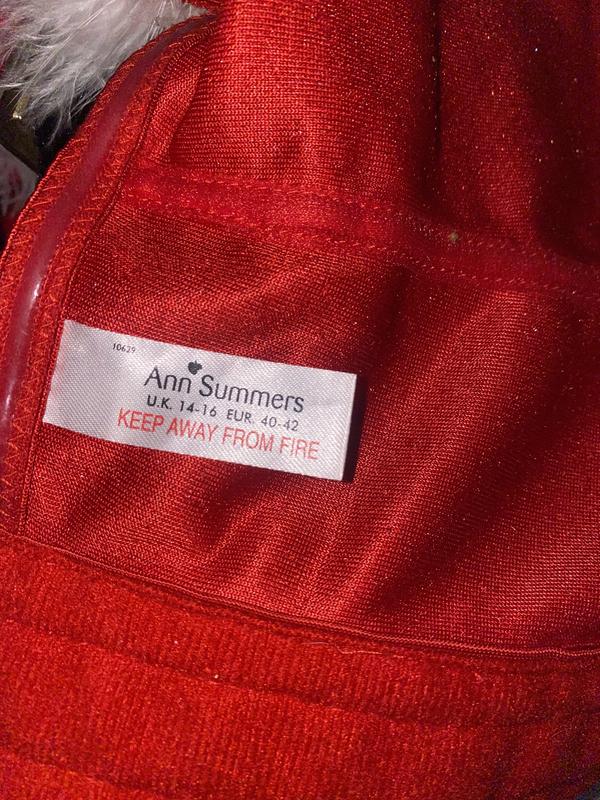 10629
Ann Summers
U.K. 14-16 EUR. 40-42
KEEP AWAY FROM FIRE